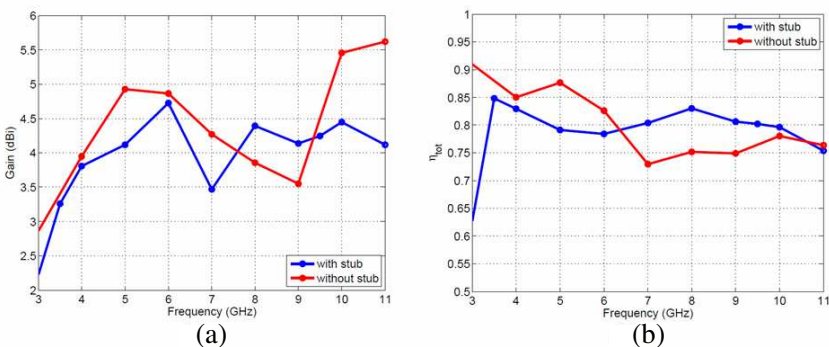 Gain (dBi)
6
5.5
5
4.5
4
3.5
3
2.5
2
3 4 5 6 7 8 9 10 11
Frequency (GHz)
with stub
without stub
(a)
ηtot
1
0.95
0.9
0.85
0.8
0.75
0.7
0.65
0.6
0.55
0.5
3 4 5 6 7 8 9 10 11
Frequency (GHz)
with stub
without stub
(b)